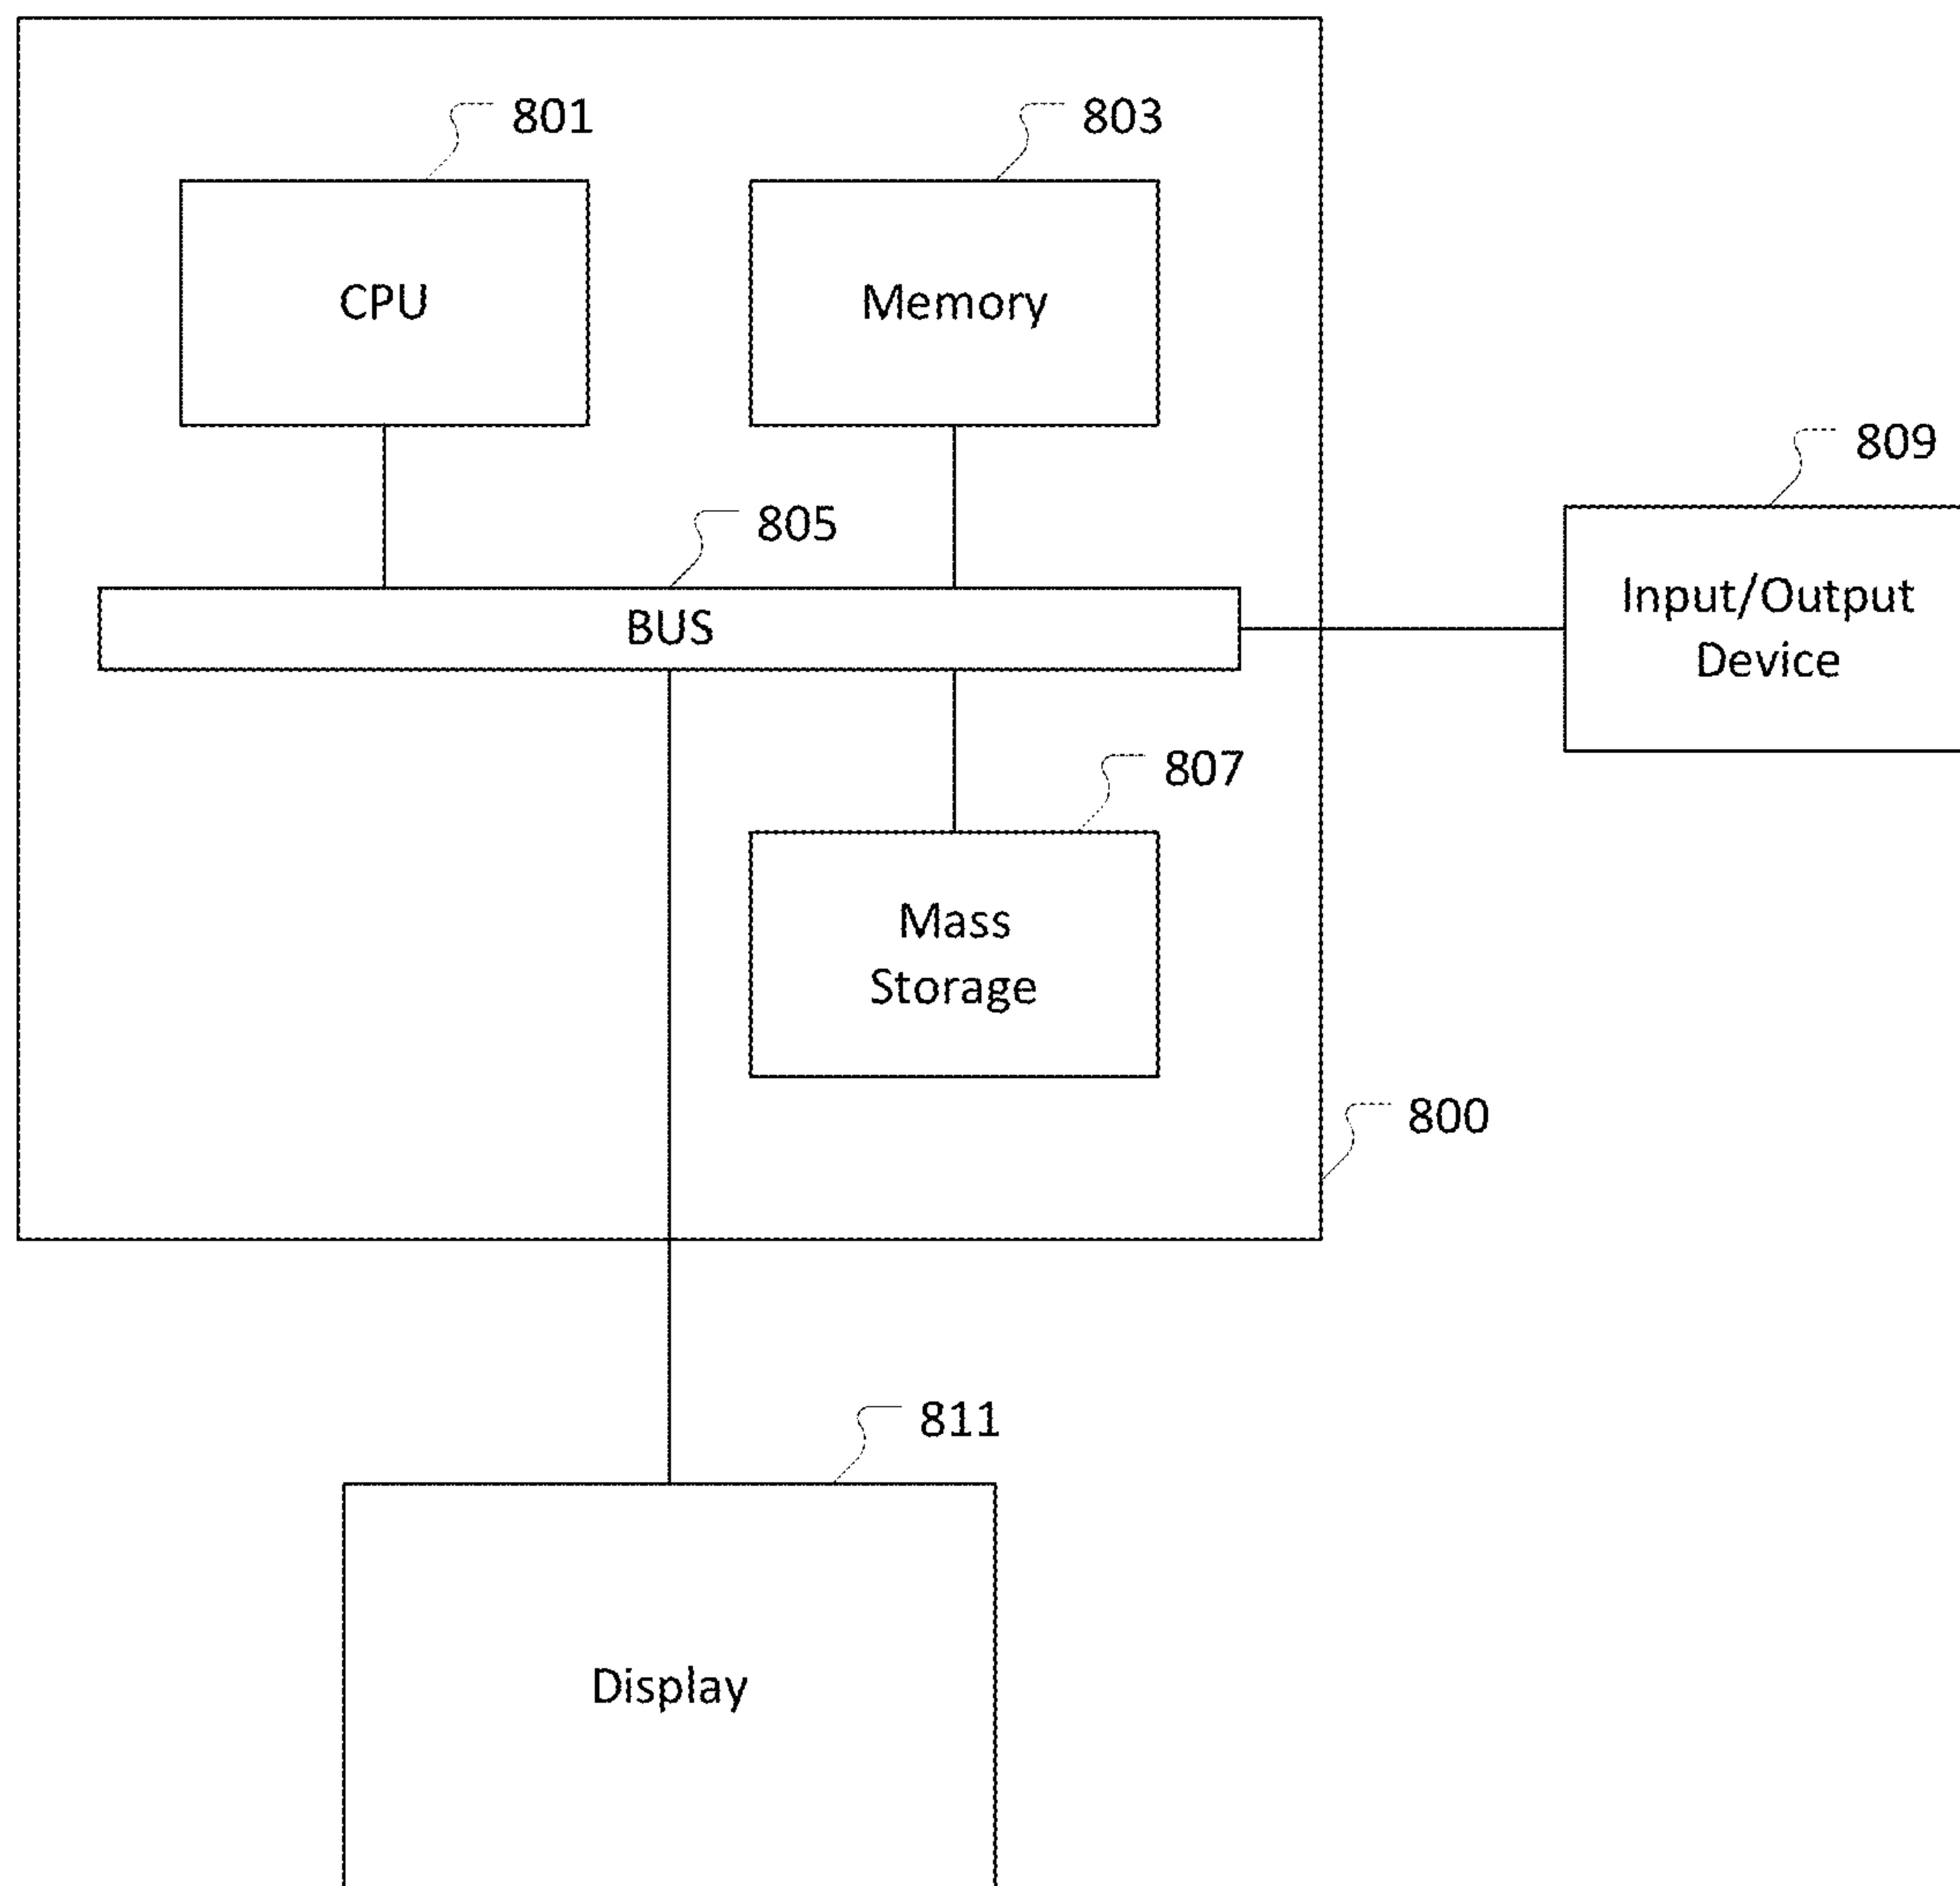 801
803
CPU
Memory
809
805
Input/Output
Device
BUS
807
Mass
Storage
800
811
Display